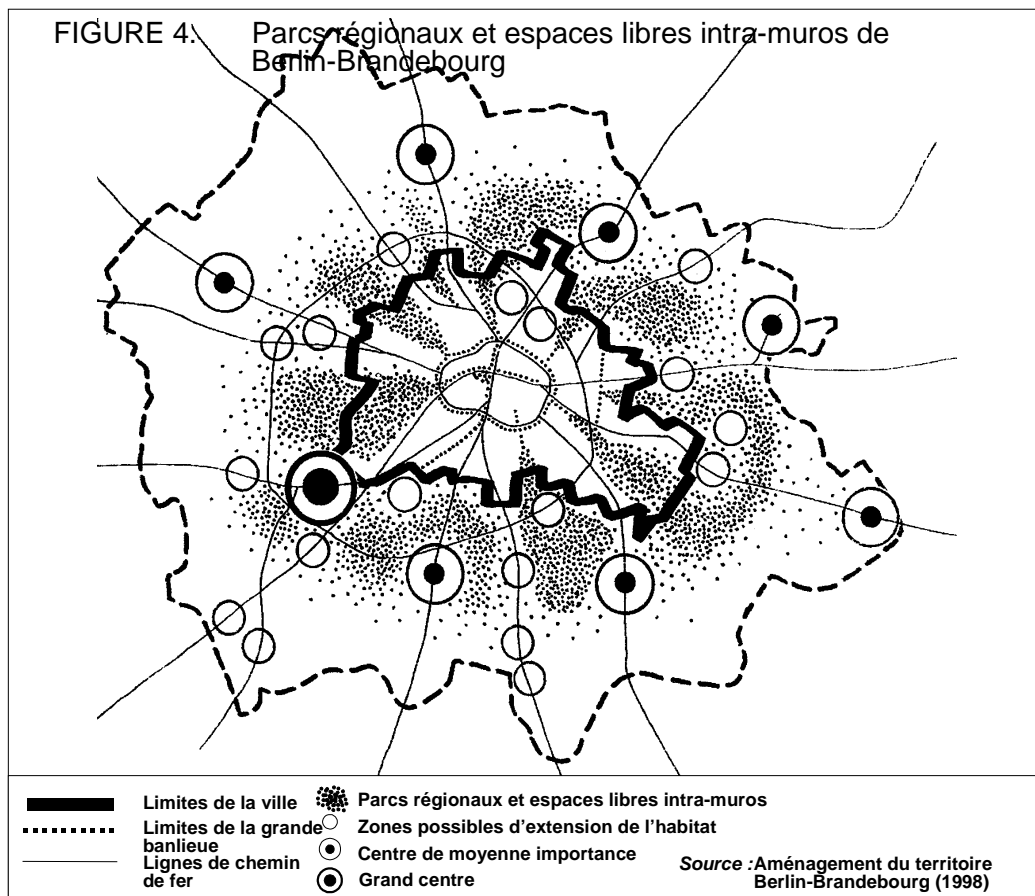 FIGURE 4. Parcs régionaux et espaces libres intra-muros de
Berlin-Brandebourg
Limites de la ville
Limites de la grande
banlieue
Lignes de chemin
de fer
Parcs régionaux et espaces libres intra-muros
Zones possibles d'extension de l'habitat
Centre de moyenne importance
Grand centre
Source : Aménagement du territoire
Berlin-Brandebourg (1998)